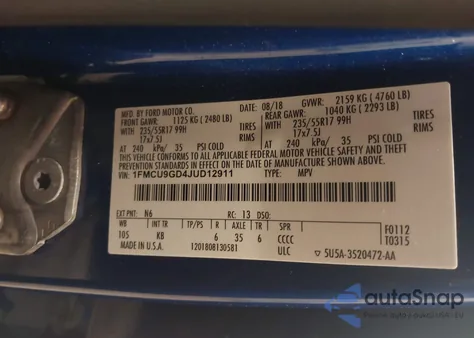 MFD. BY FORD MOTOR CO.
DATE: 08/18 GVWR: 2159 KG ( 4760 LB)
FRONT GAWR: 1125 KG ( 2480 LB) REAR GAWR: 1040 KG ( 2293 LB)
WITH TIRES WITH TIRES
235/55R17 99H 235/55R17 99H
17x7.5J RIMS 17x7.5J RIMS
AT 240 kPa/ 35 PSI COLD AT 240 kPa/ 35 PSI COLD
THIS VEHICLE CONFORMS TO ALL APPLICABLE FEDERAL MOTOR VEHICLE SAFETY AND THEFT
PREVENTION STANDARDS IN EFFECT ON THE DATE OF MANUFACTURE SHOWN ABOVE.
VIN: 1FMCU9GD4JUD12911 TYPE: MPV
EXT PNT: N6 RC: 13 DSO: F0112
WB INT TR TP/PS R AXLE TR SPR T0315
105 KB 6 35 6 CCCC
MADE IN U.S.A. 1201808130581 ULC 5U5A-3520472-AA
autoSnap